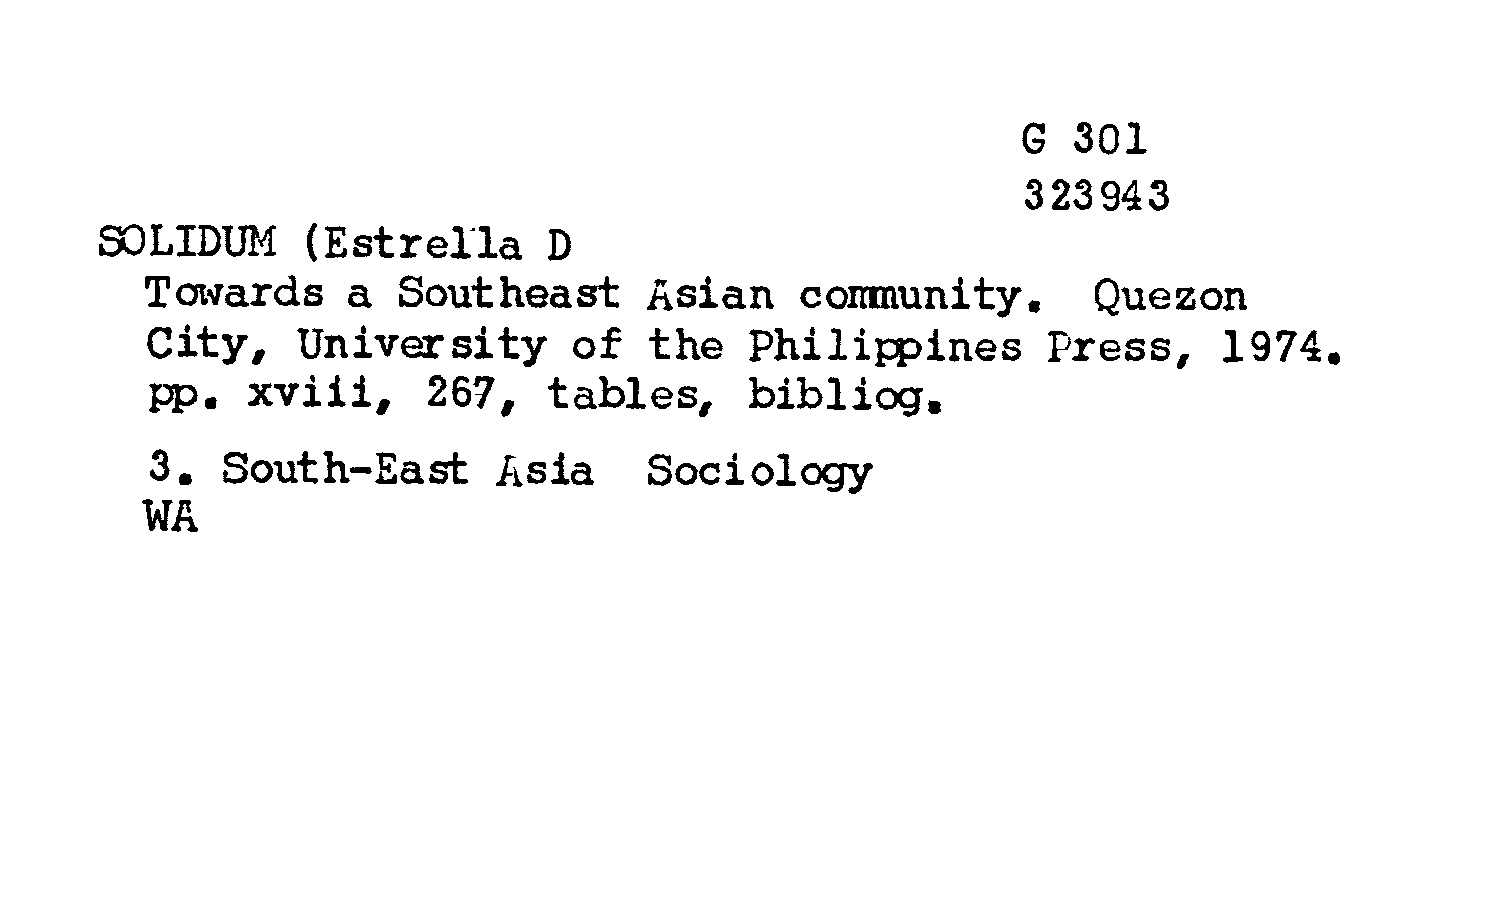 G 301
323943
SOLIDUM (Estrella D
Towards a Southeast Asian community. Quezon
City, University of the Philippines Press, 1974.
pp. xviii, 267, tables, bibliog.
3. South-East Asia Sociology
WA